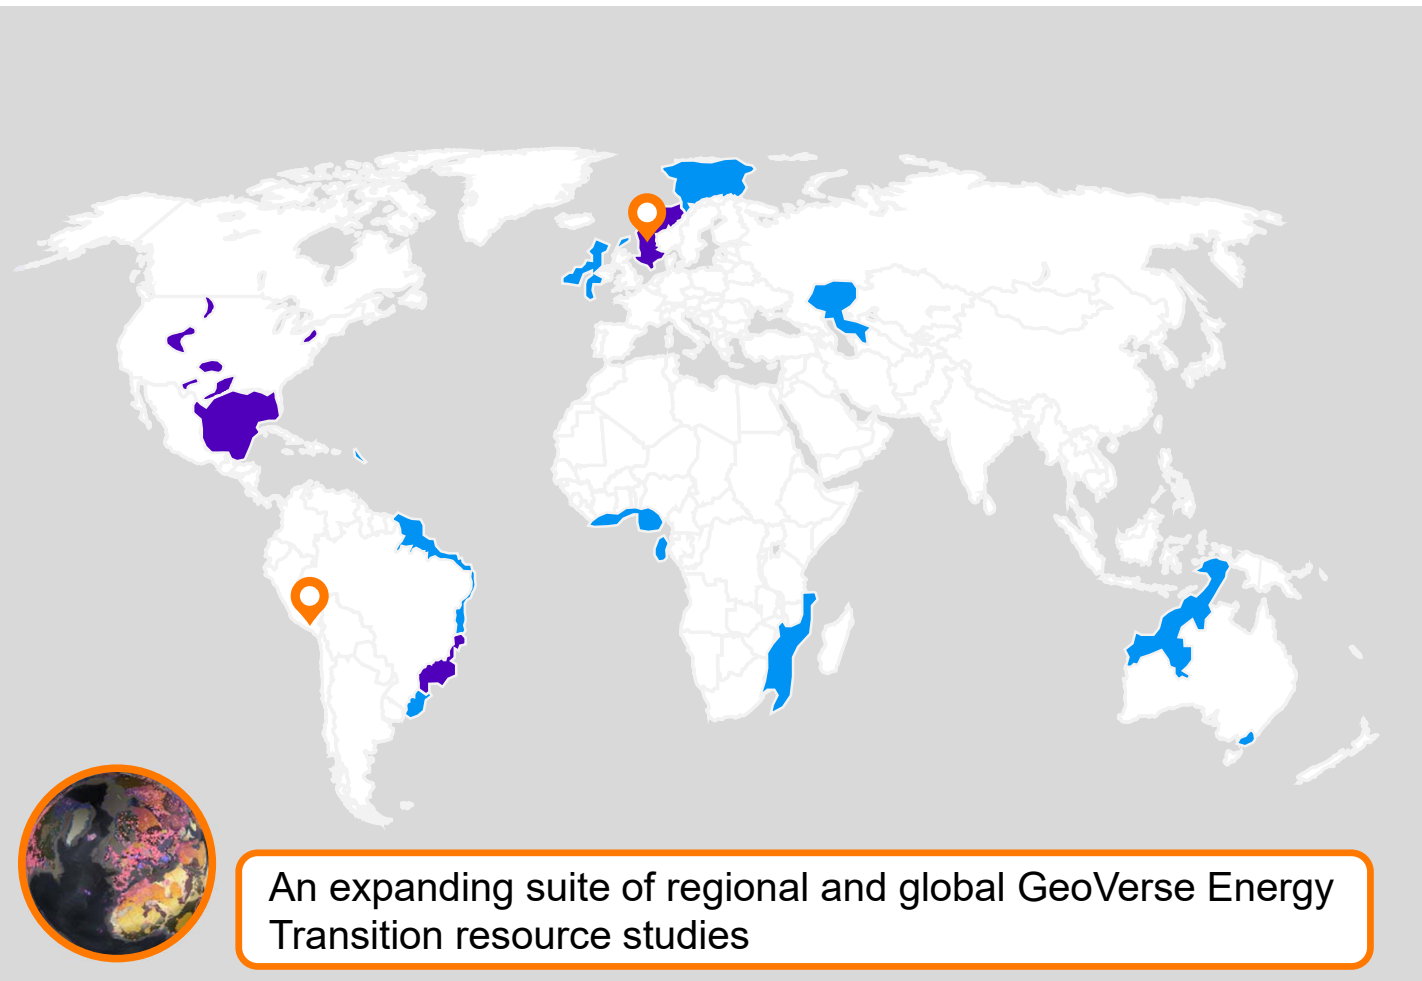 An expanding suite of regional and global GeoVerse Energy
Transition resource studies